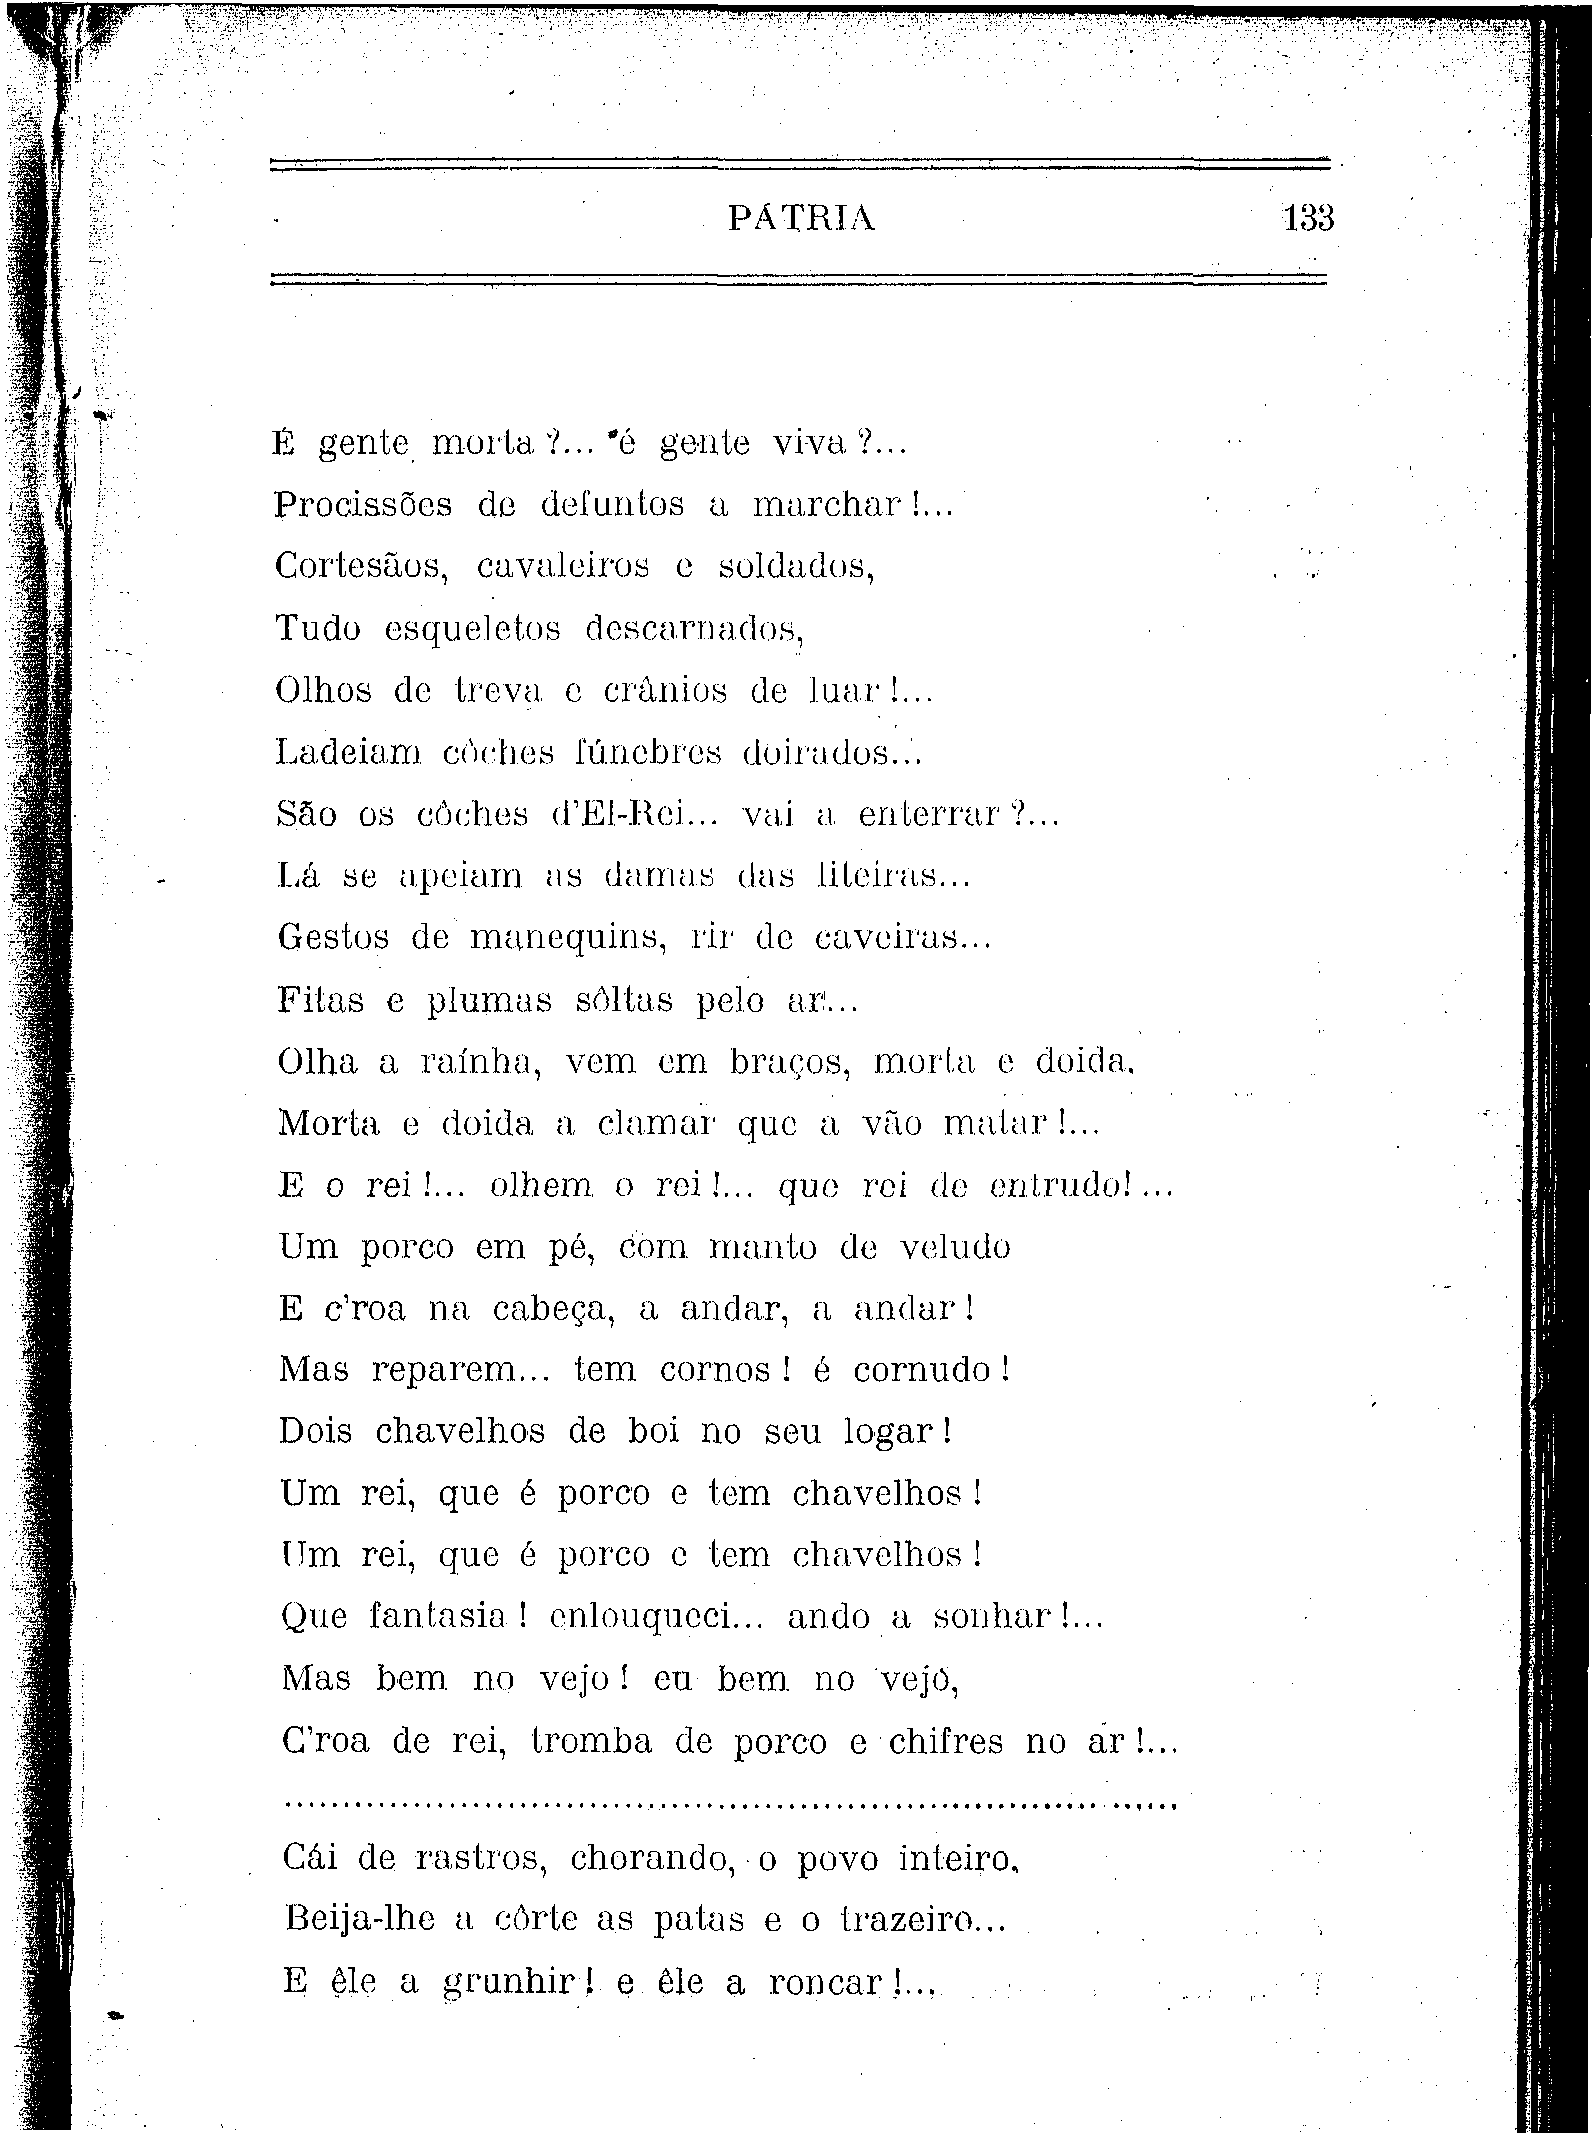 PÁTRIA 133
É gente morta?... é gente viva?...
Procissões de defuntos a marchar!...
Cortesãos, cavaleiros e soldados,
Tudo esqueletos descarnados,
Olhos de treva e crânios de luar!...
Ladeiam côches fúnebres doirados...
São os côches d'El-Rei... vai a enterrar?...
Lá se apeiam as damas das liteiras...
Gestos de manequins, rir de caveiras...
Fitas e plumas sôltas pelo ar...
Olha a raínha, vem em braços, morta e doida,
Morta e doida a clamar que a vão matar!...
E o rei!... olhem o rei!... que rei de entrudo!...
Um porco em pé, com manto de veludo
E c'roa na cabeça, a andar, a andar!
Mas reparem... tem cornos! é cornudo!
Dois chavelhos de boi no seu logar!
Um rei, que é porco e tem chavelhos!
Um rei, que é porco e tem chavelhos!
Que fantasia! enlouqueci... ando a sonhar!...
Mas bem no vejo! eu bem no vejo,
C'roa de rei, tromba de porco e chifres no ar!...
................................................................................
Cái de rastros, chorando, o povo inteiro,
Beija-lhe a côrte as patas e o trazeiro...
E êle a grunhir! e êle a roncar!...